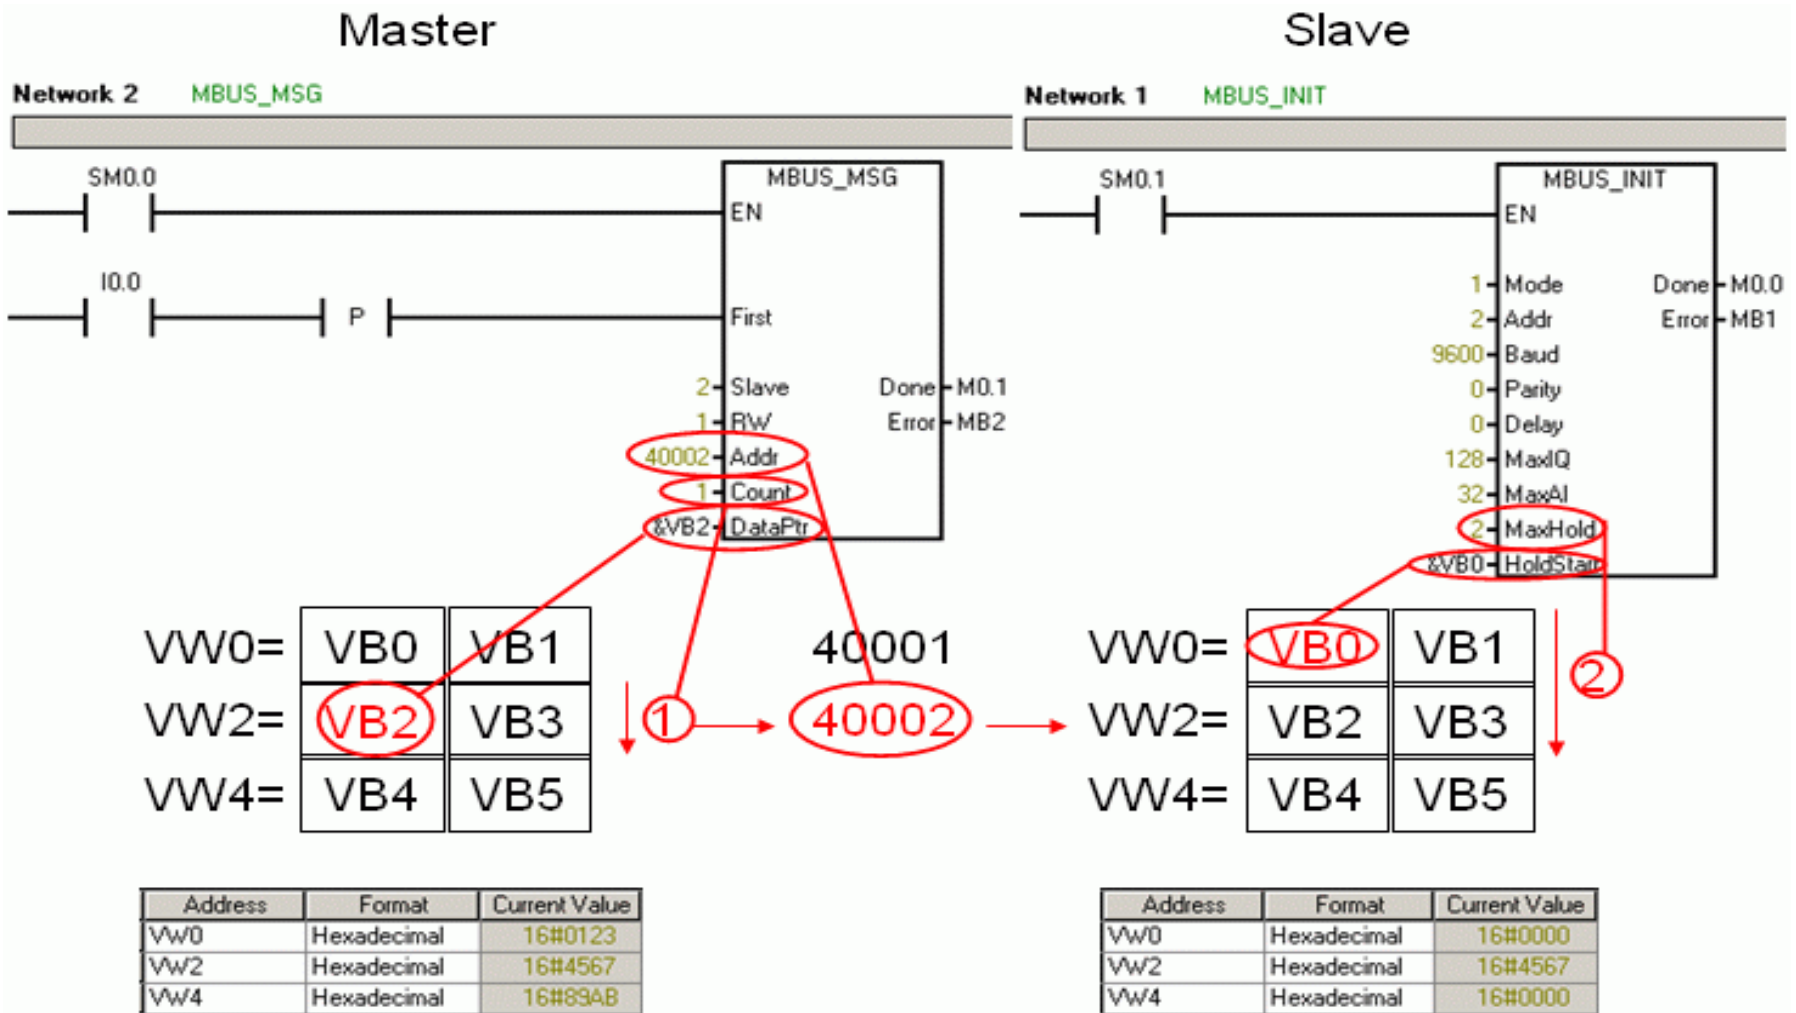 Master
Network 2 MBUS_MSG
SM0.0
MBUS_MSG
EN
I0.0
P
First
2 Slave Done M0.1
1 RW Error MB2
40002 Addr
1 Count
&VB2 DataPtr
VW0= VB0 VB1
VW2= VB2 VB3
VW4= VB4 VB5
1
40001
40002
Address Format Current Value
VW0 Hexadecimal 16#0123
VW2 Hexadecimal 16#4567
VW4 Hexadecimal 16#89AB
Slave
Network 1 MBUS_INIT
SM0.1
MBUS_INIT
EN
1 Mode Done M0.0
2 Addr Error MB1
9600 Baud
0 Parity
0 Delay
128 MaxIQ
32 MaxAI
2 MaxHold
&VB0 HoldStart
VW0= VB0 VB1
VW2= VB2 VB3
VW4= VB4 VB5
2
Address Format Current Value
VW0 Hexadecimal 16#0000
VW2 Hexadecimal 16#4567
VW4 Hexadecimal 16#0000